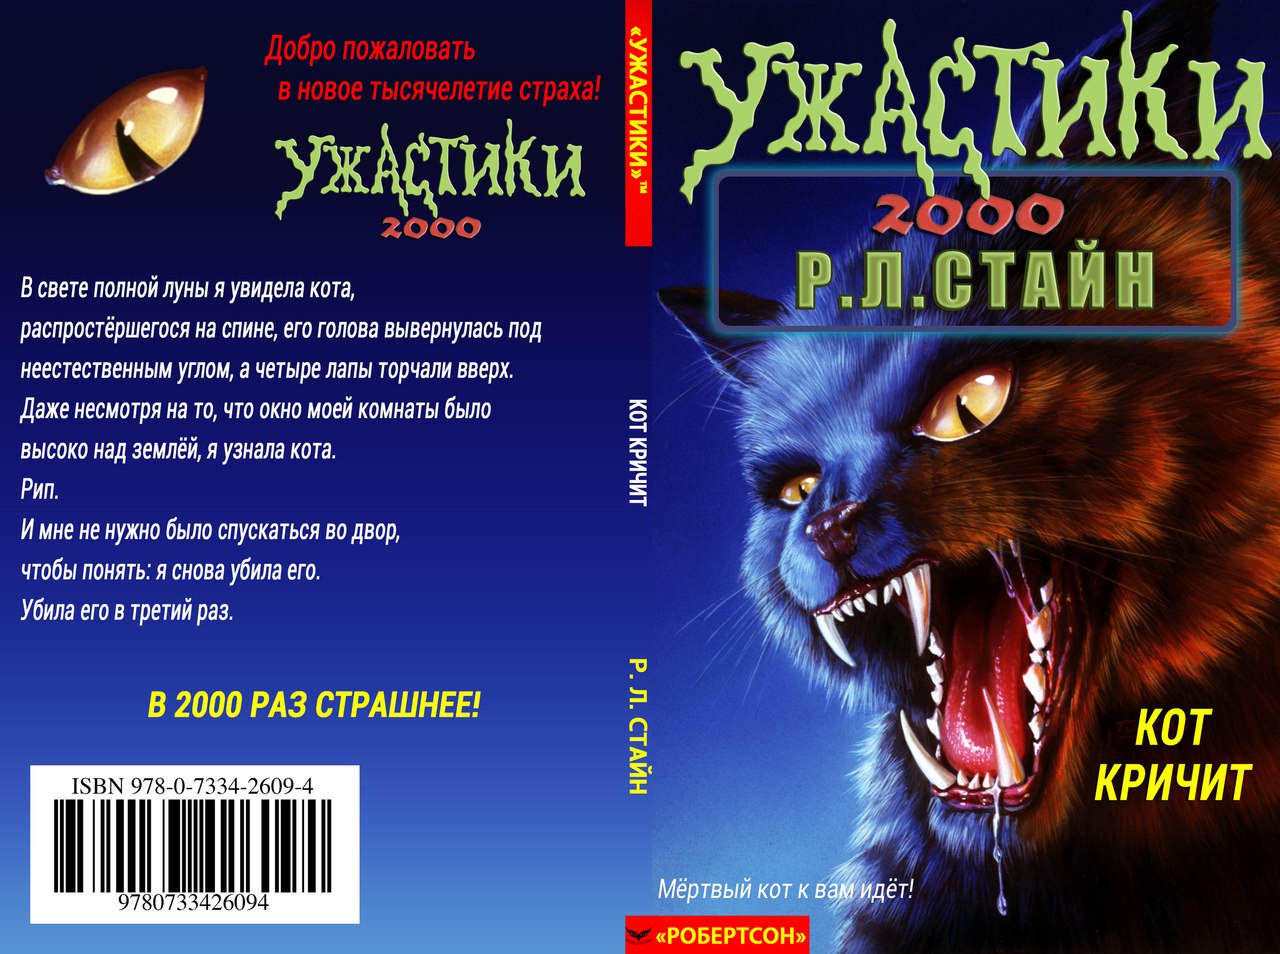 Добро пожаловать
в новое тысячелетие страха!
УЖАСТИКИ
2000
В свете полной луны я увидела кота,
распростёршегося на спине, его голова вывернулась под
неестественным углом, а четыре лапы торчали вверх.
Даже несмотря на то, что окно моей комнаты было
высоко над землёй, я узнала кота.
Рип.
И мне не нужно было спускаться во двор,
чтобы понять: я снова убила его.
Убила его в третий раз.
В 2000 РАЗ СТРАШНЕЕ!
ISBN 978-0-7334-2609-4
9780733426094
«УЖАСТИКИ»™
КОТ КРИЧИТ
Р. Л. СТАЙН
УЖАСТИКИ
2000
Р.Л.СТАЙН
КОТ
КРИЧИТ
Мёртвый кот к вам идёт!
«РОБЕРТСОН»